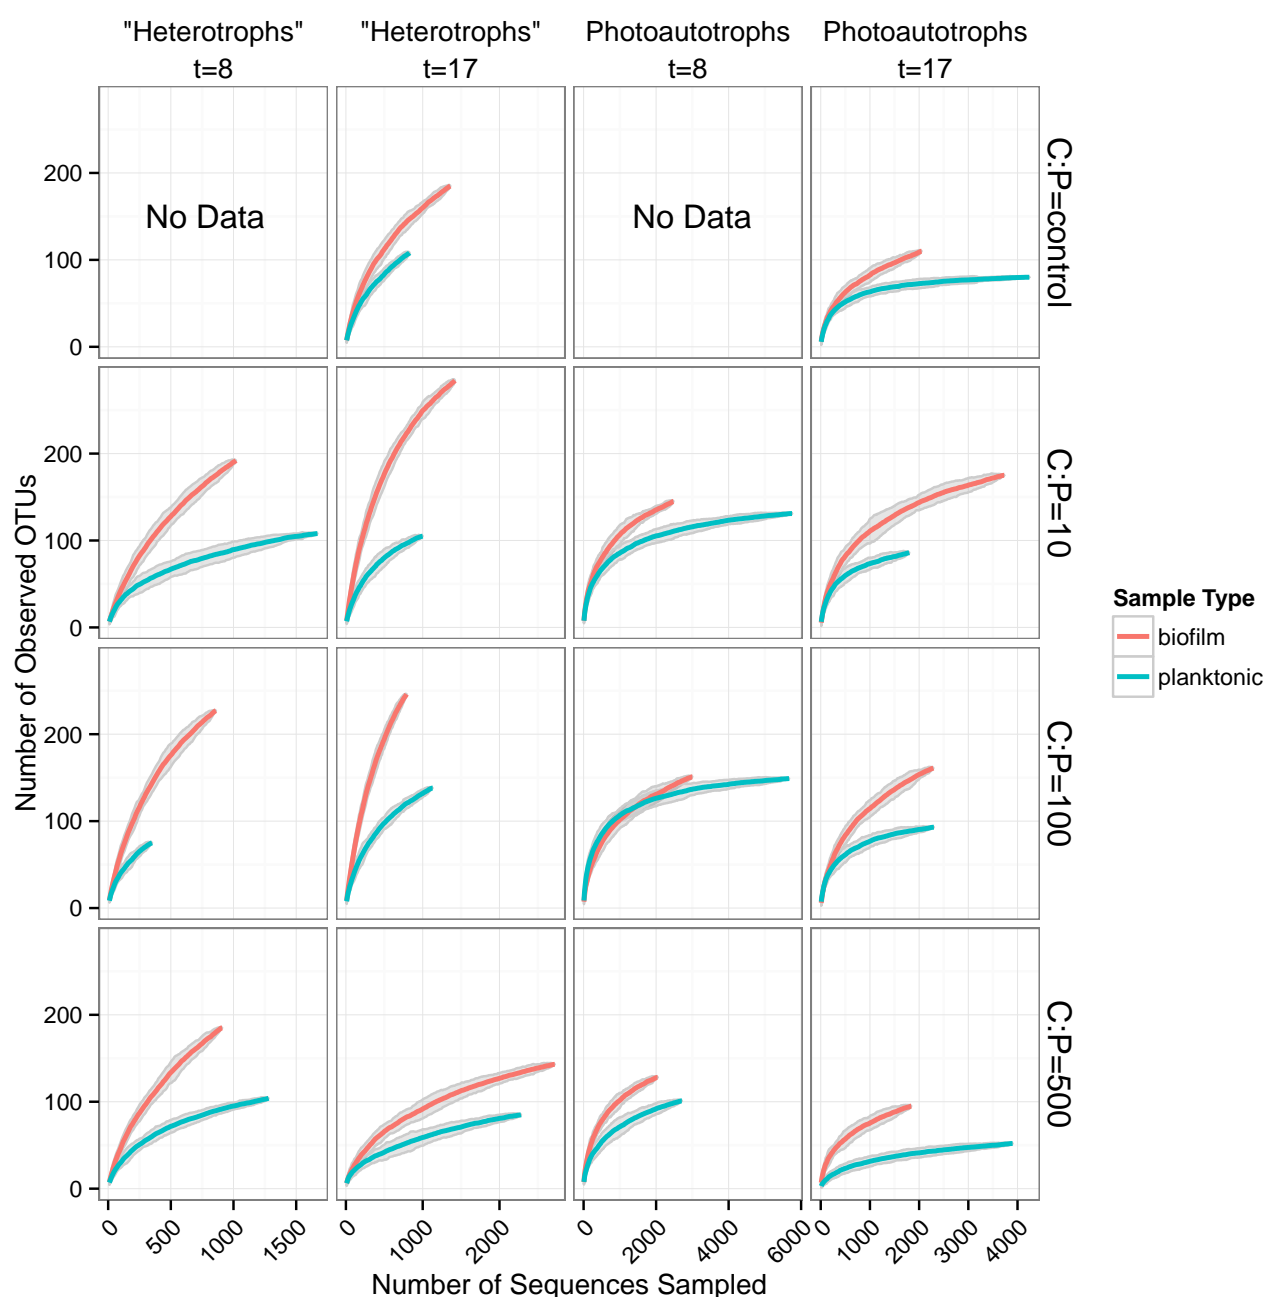 "Heterotrophs" "Heterotrophs" Photoautotrophs Photoautotrophs
t=8 t=17 t=8 t=17
Number of Observed OTUs
200
100
0
No Data
No Data
C:P=control
200
100
0
C:P=10
200
100
0
C:P=100
200
100
0
C:P=500
0 500 1000 1500 0 1000 2000 0 2000 4000 6000 0 1000 2000 3000 4000
Number of Sequences Sampled
Sample Type
biofilm
planktonic